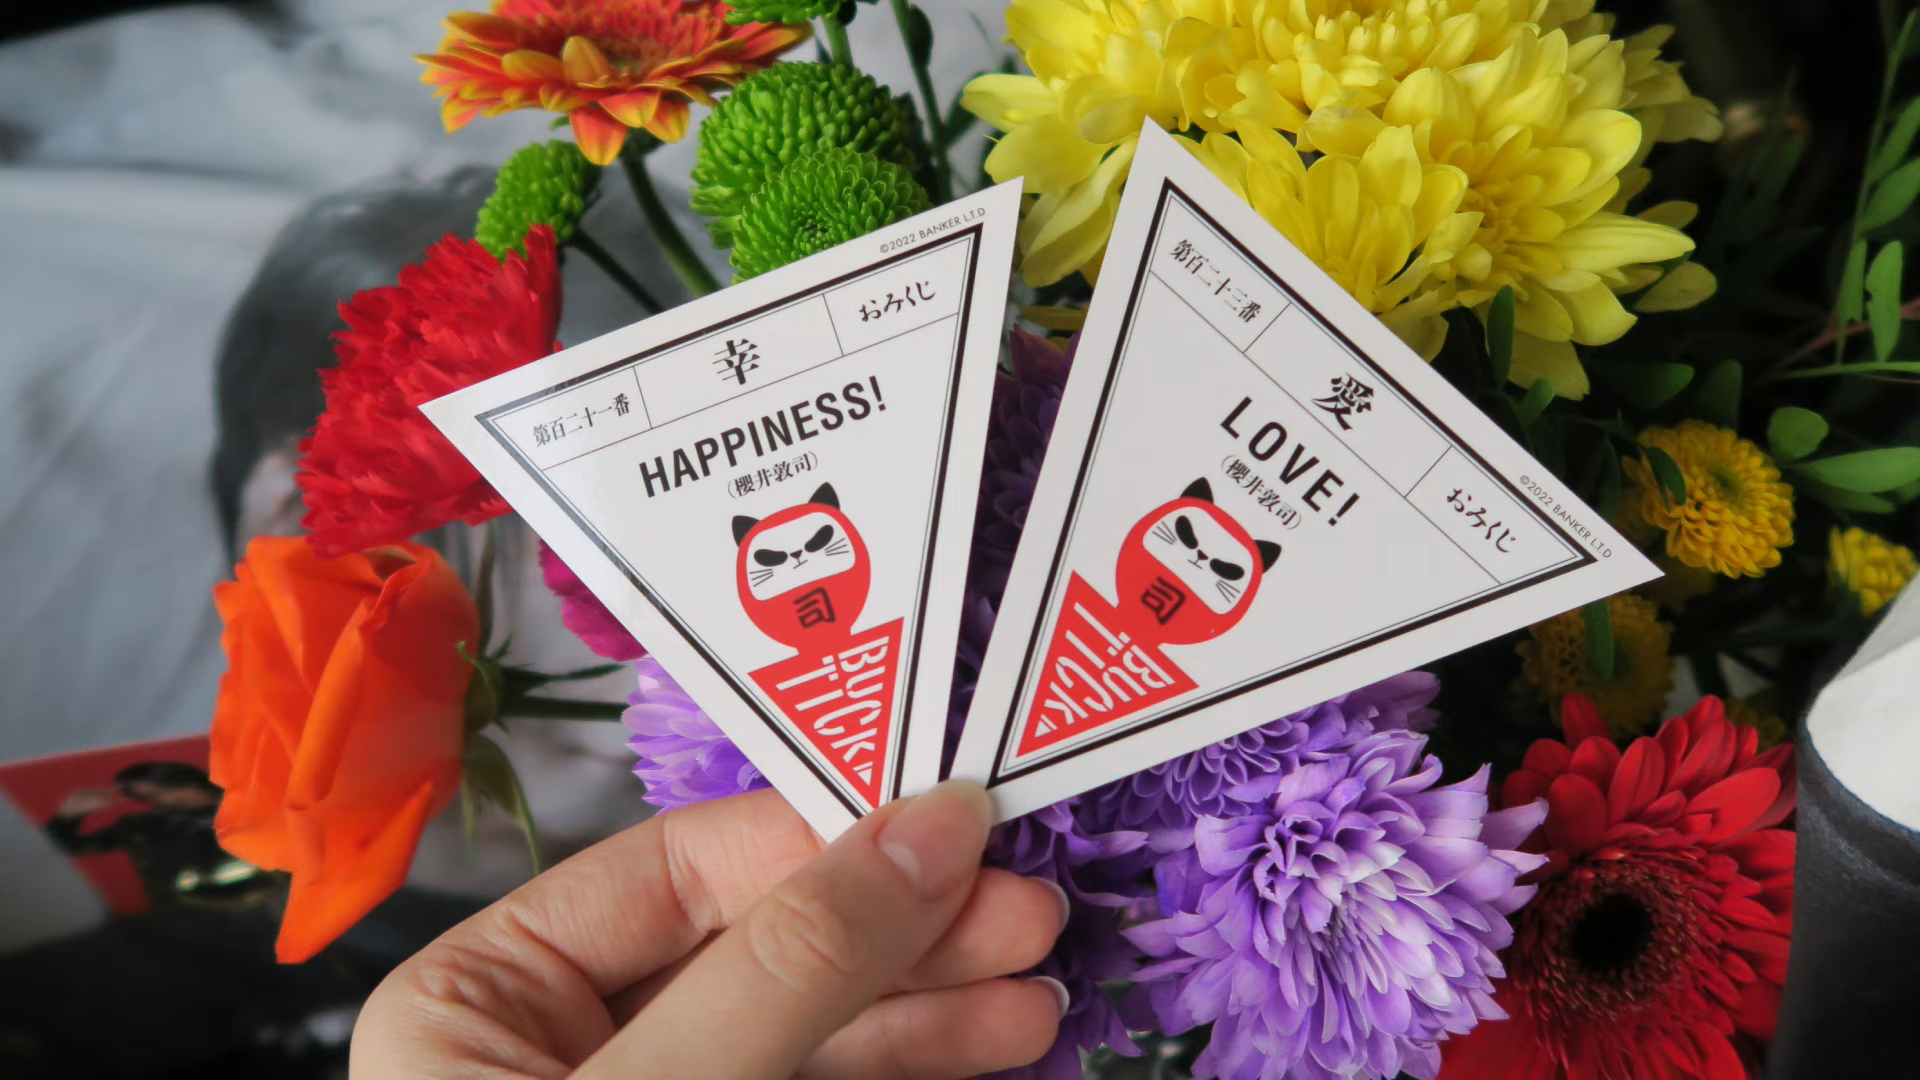 ©2022 BANKER LT.D
第百二十一番
幸
おみくじ
HAPPINESS!
(櫻井敦司)
司
BUCK
TICK
第百二十三番
愛
おみくじ
©2022 BANKER LT.D
LOVE!
(櫻井敦司)
司
BUCK
TICK